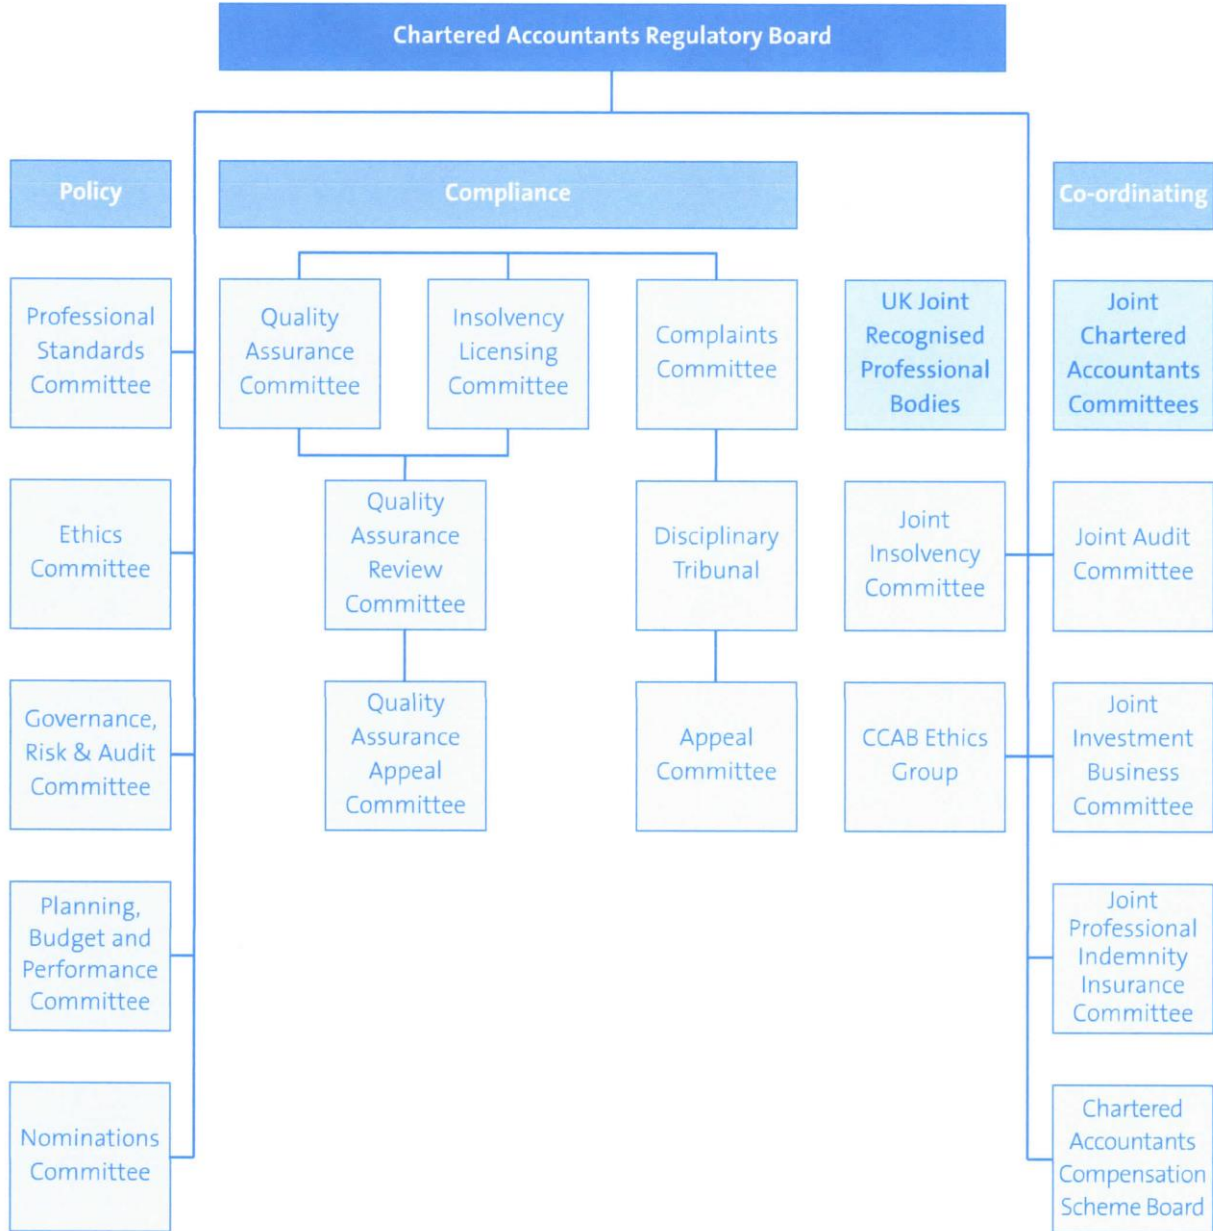 Chartered Accountants Regulatory Board
Policy
Compliance
Co-ordinating
Professional
Standards
Committee
Quality
Assurance
Committee
Insolvency
Licensing
Committee
Complaints
Committee
UK Joint
Recognised
Professional
Bodies
Joint
Chartered
Accountants
Committees
Ethics
Committee
Quality
Assurance
Review
Committee
Disciplinary
Tribunal
Joint
Insolvency
Committee
Joint Audit
Committee
Governance,
Risk & Audit
Committee
Quality
Assurance
Appeal
Committee
Appeal
Committee
CCAB Ethics
Group
Joint
Investment
Business
Committee
Planning,
Budget and
Performance
Committee
Joint
Professional
Indemnity
Insurance
Committee
Nominations
Committee
Chartered
Accountants
Compensation
Scheme Board